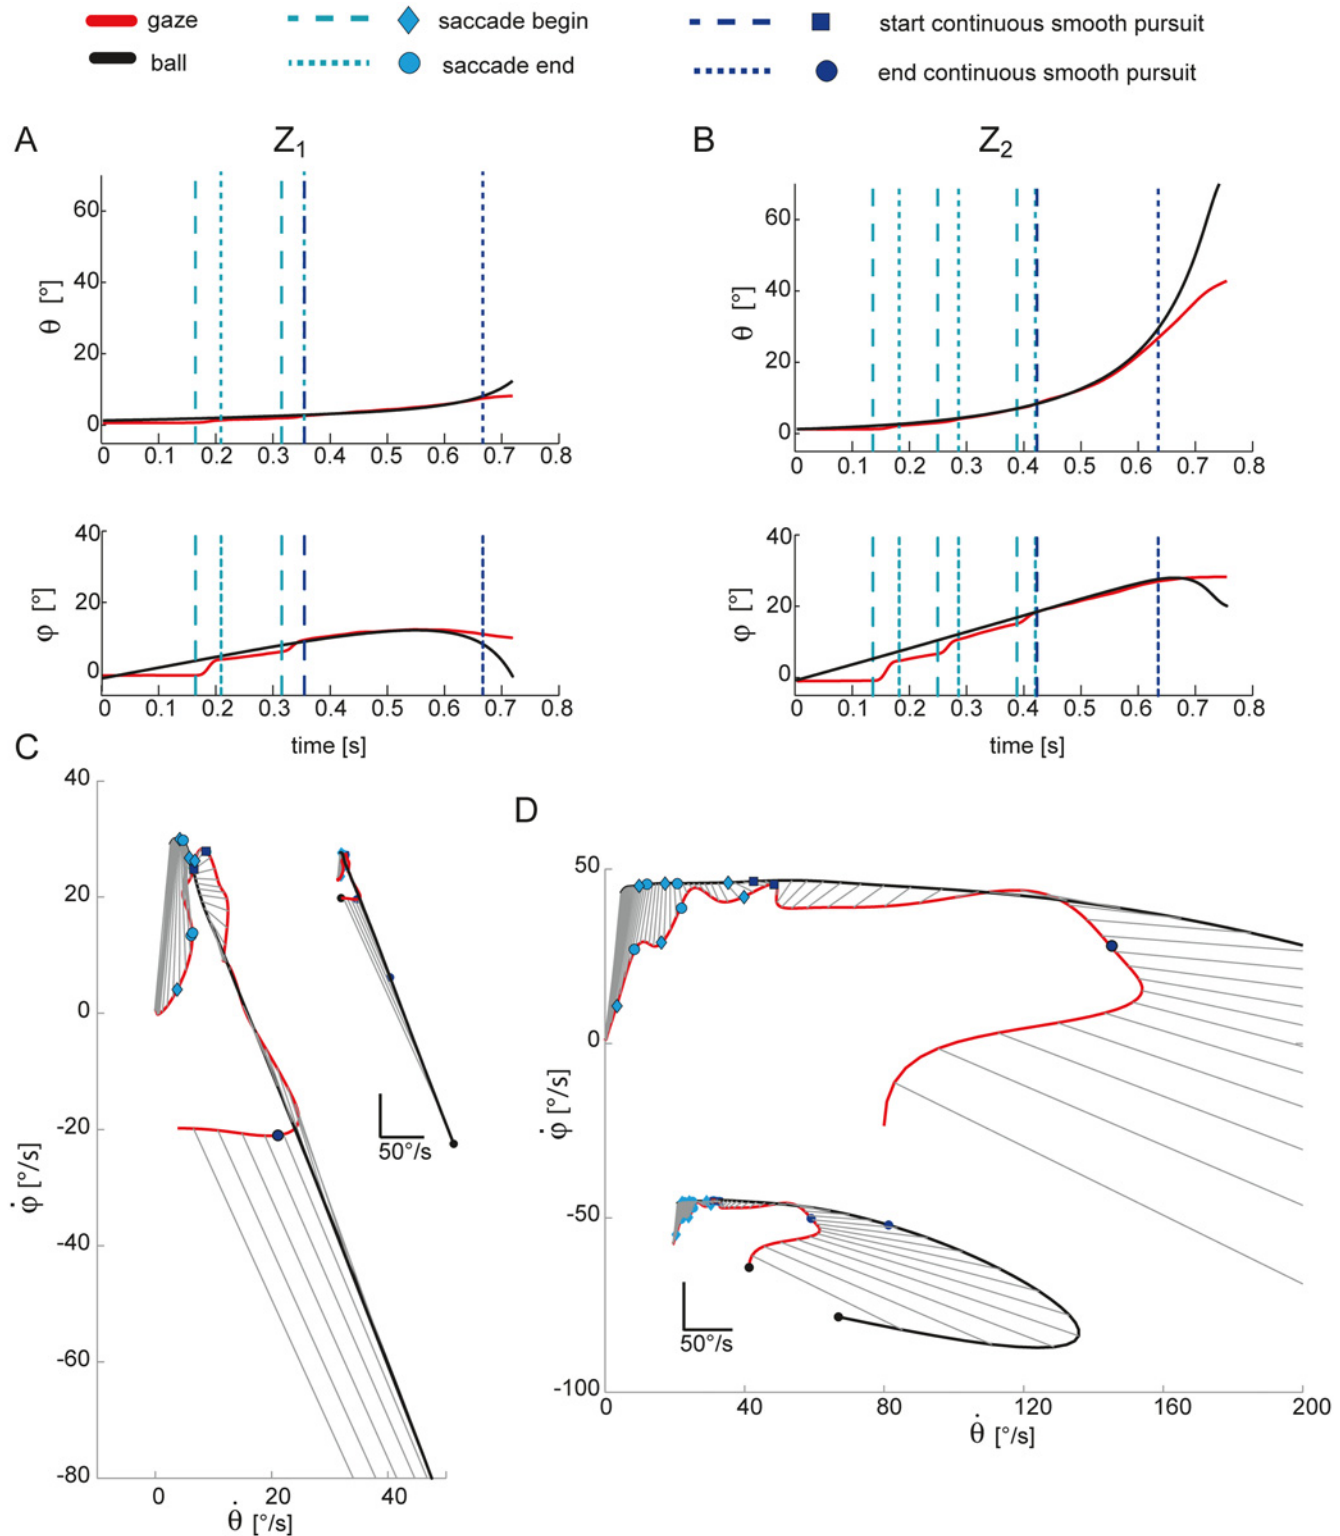 gaze saccade begin start continuous smooth pursuit
ball saccade end end continuous smooth pursuit
A Z1 B Z2
θ [°]
60
40
20
0
0 0.1 0.2 0.3 0.4 0.5 0.6 0.7 0.8
θ [°]
60
40
20
0
0 0.1 0.2 0.3 0.4 0.5 0.6 0.7 0.8
φ [°]
40
20
0
0 0.1 0.2 0.3 0.4 0.5 0.6 0.7 0.8
time [s]
φ [°]
40
20
0
0 0.1 0.2 0.3 0.4 0.5 0.6 0.7 0.8
time [s]
C
φ̇ [°/s]
40
20
0
-20
-40
-60
-80
0 20 40
θ̇ [°/s]
50°/s
D
φ̇ [°/s]
50
0
-50
-100
0 40 80 120 160 200
θ̇ [°/s]
50°/s